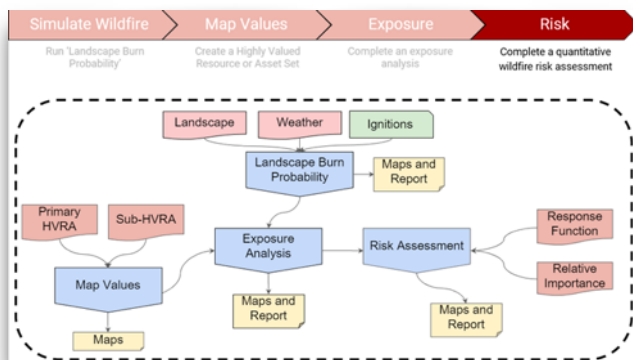 Simulate Wildfire
Map Values
Exposure
Risk
Run 'Landscape Burn
Probability'
Create a Highly Valued
Resource or Asset Set
Complete an exposure
analysis
Complete a quantitative
wildfire risk assessment
Landscape
Weather
Ignitions
Landscape Burn
Probability
Maps and
Report
Primary
HVRA
Sub-HVRA
Exposure
Analysis
Risk Assessment
Response
Function
Relative
Importance
Map Values
Maps and
Report
Maps and
Report
Maps